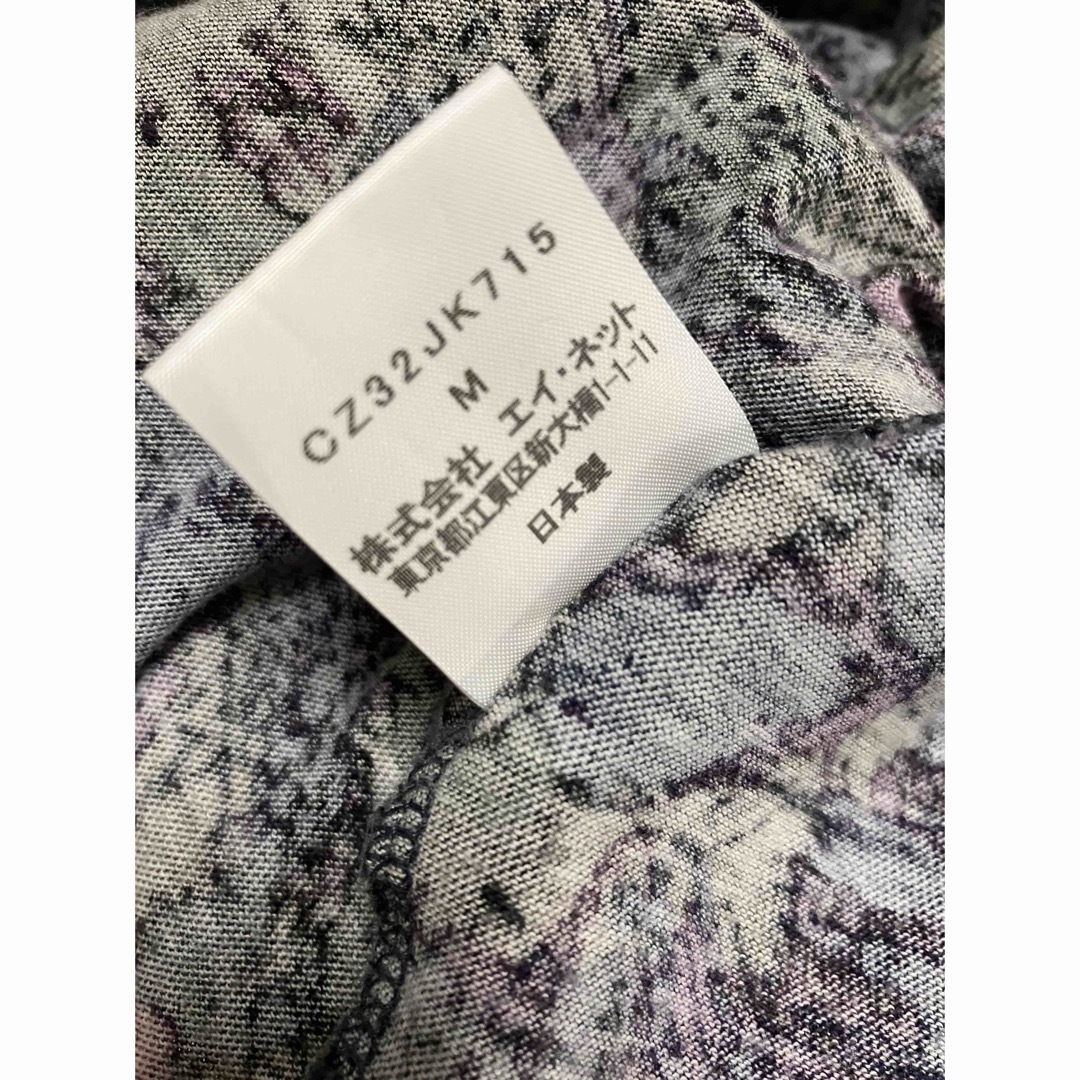 CZ32JK715
M
株式会社 エイ・ネット
東京都江東区新大橋1-1-11
日本製